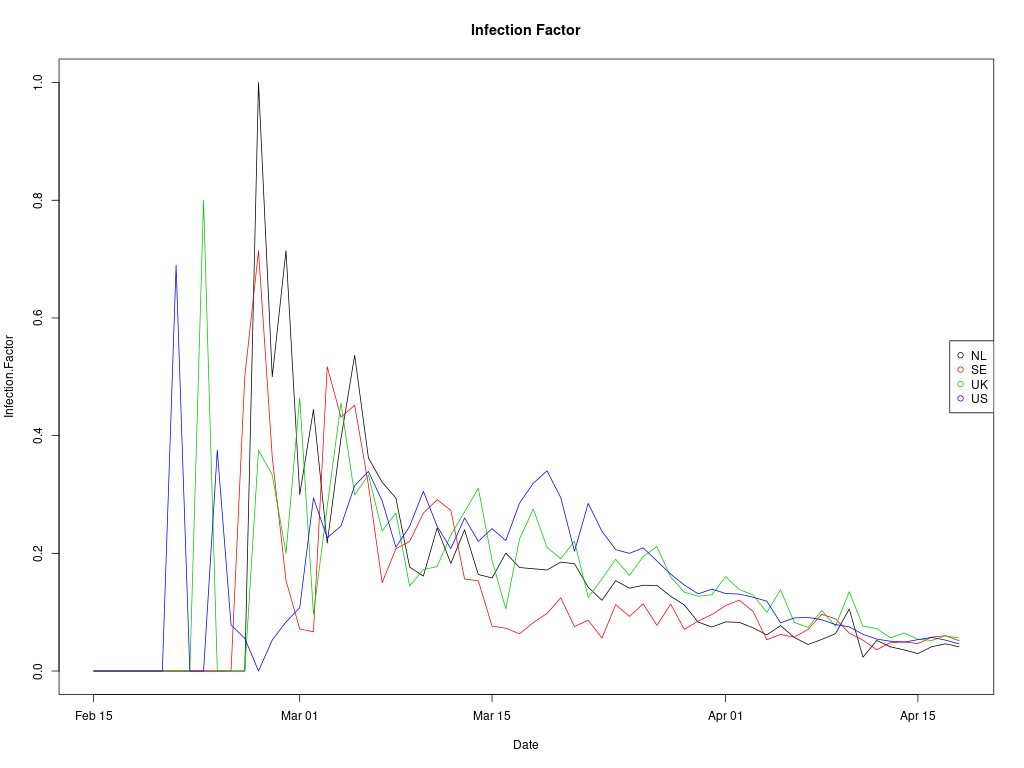 Infection Factor
Infection.Factor
1.0
0.8
0.6
0.4
0.2
0.0
NL
SE
UK
US
Feb 15 Mar 01 Mar 15 Apr 01 Apr 15
Date